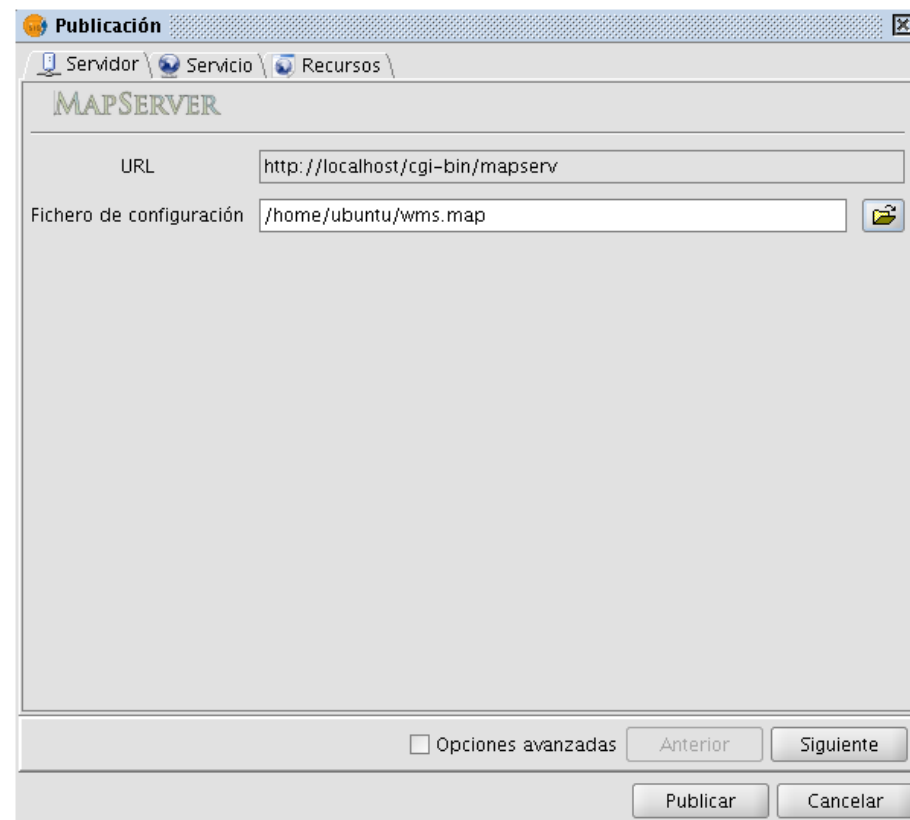 Publicación
Servidor Servicio Recursos
MAPSERVER
URL http://localhost/cgi-bin/mapserv
Fichero de configuración /home/ubuntu/wms.map
Opciones avanzadas Anterior Siguiente
Publicar Cancelar